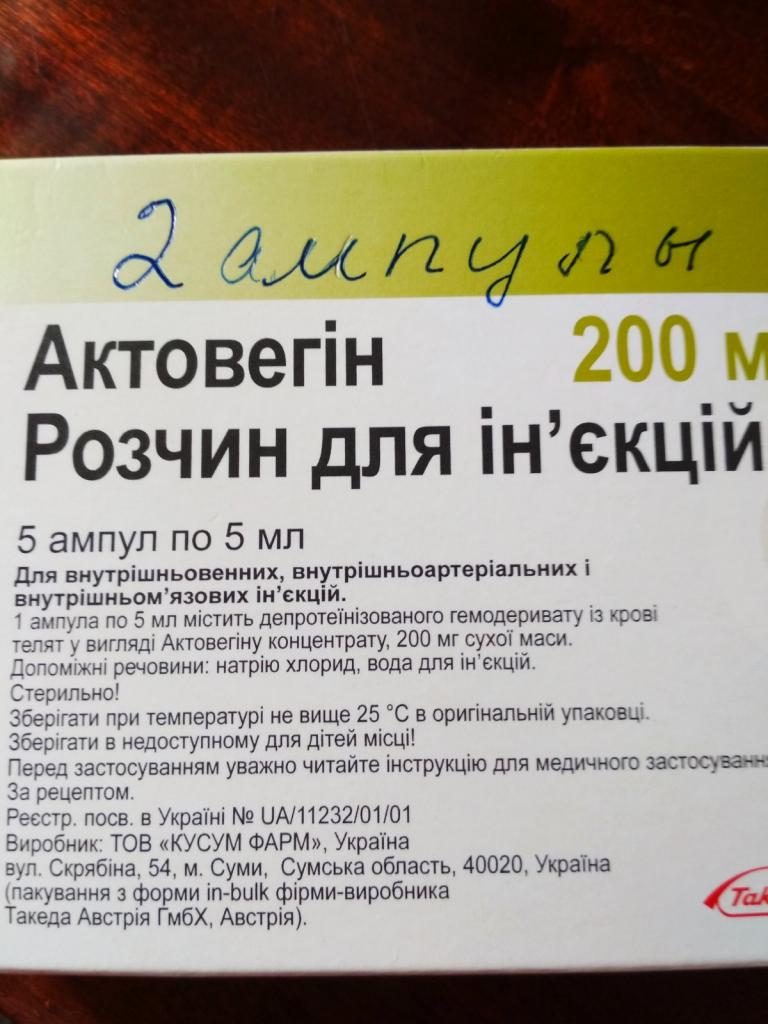 2 ампулы
Актовегін 200 м
Розчин для ін’єкцій
5 ампул по 5 мл
Для внутрішньовенних, внутрішньоартеріальних і
внутрішньом’язових ін’єкцій.
1 ампула по 5 мл містить депротеїнізованого гемодеривату із крові
телят у вигляді Актовегіну концентрату, 200 мг сухої маси.
Допоміжні речовини: натрію хлорид, вода для ін’єкцій.
Стерильно!
Зберігати при температурі не вище 25 °C в оригінальній упаковці.
Зберігати в недоступному для дітей місці!
Перед застосуванням уважно читайте інструкцію для медичного застосування
За рецептом.
Реєстр. посв. в Україні № UA/11232/01/01
Виробник: ТОВ «КУСУМ ФАРМ», Україна
вул. Скрябіна, 54, м. Суми, Сумська область, 40020, Україна
(пакування з форми in-bulk фірми-виробника
Такеда Австрія ГмбХ, Австрія).
Tak